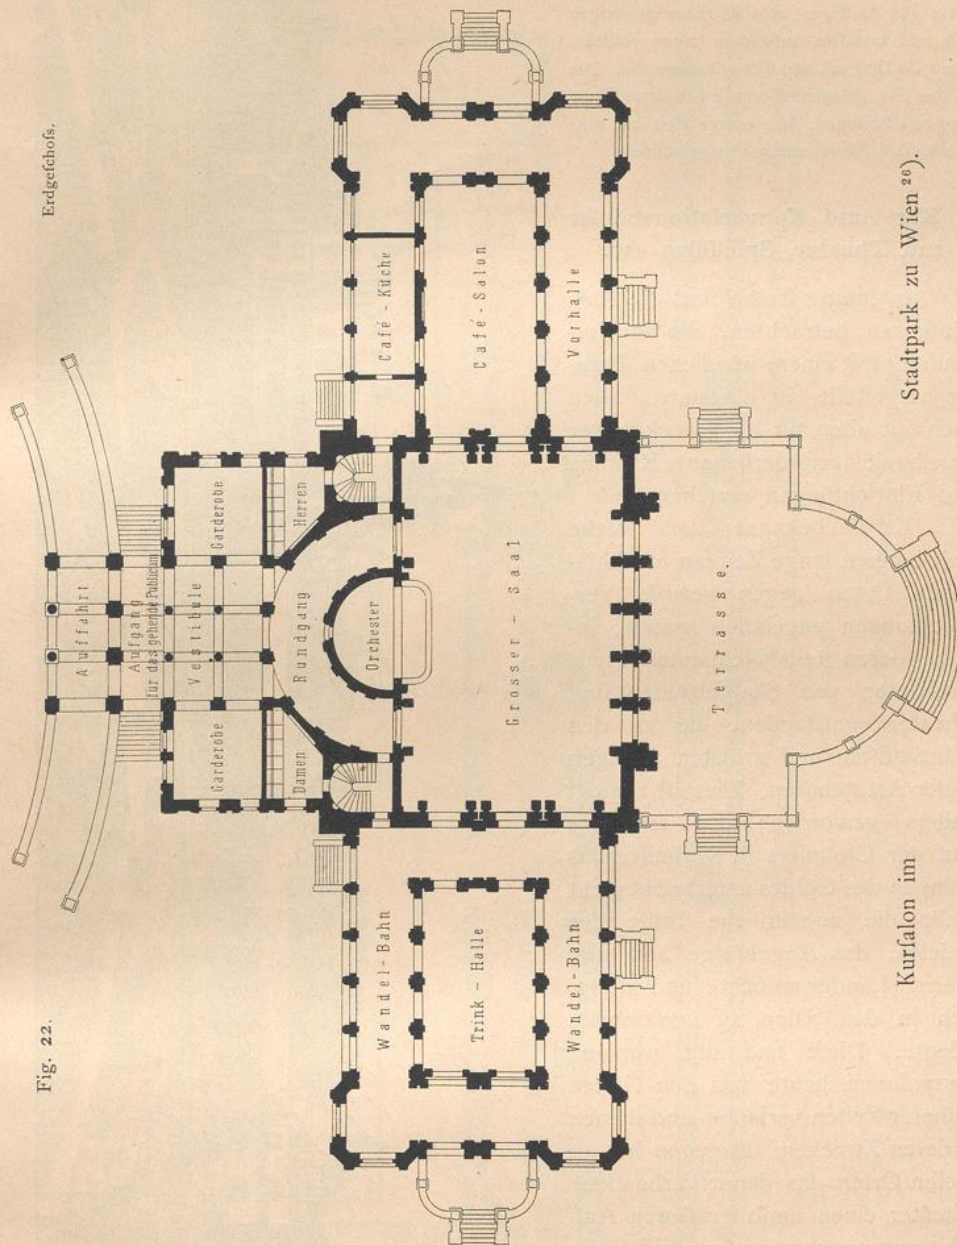 Fig. 22.
Erdgeſchoſs.
Auffahrt
Aufgang
für das gehende Publicum
Garderobe
Vestibule
Garderobe
Damen
Rundgang
Herren
Orchester
Wandel-Bahn
Café-Küche
Trink-Halle
Grosser-Saal
Café-Salon
Wandel-Bahn
Vorhalle
Terrasse.
Kurſalon im
Stadtpark zu Wien ²⁶).